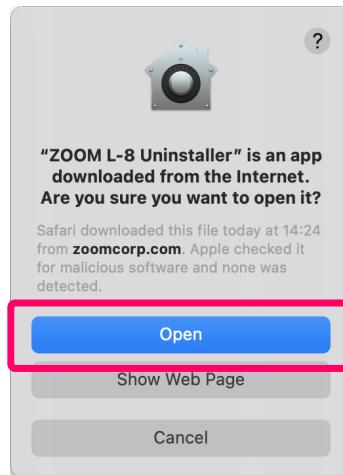 ?
“ZOOM L-8 Uninstaller” is an app
downloaded from the Internet.
Are you sure you want to open it?
Safari downloaded this file today at 14:24
from zoomcorp.com. Apple checked it
for malicious software and none was
detected.
Open
Show Web Page
Cancel